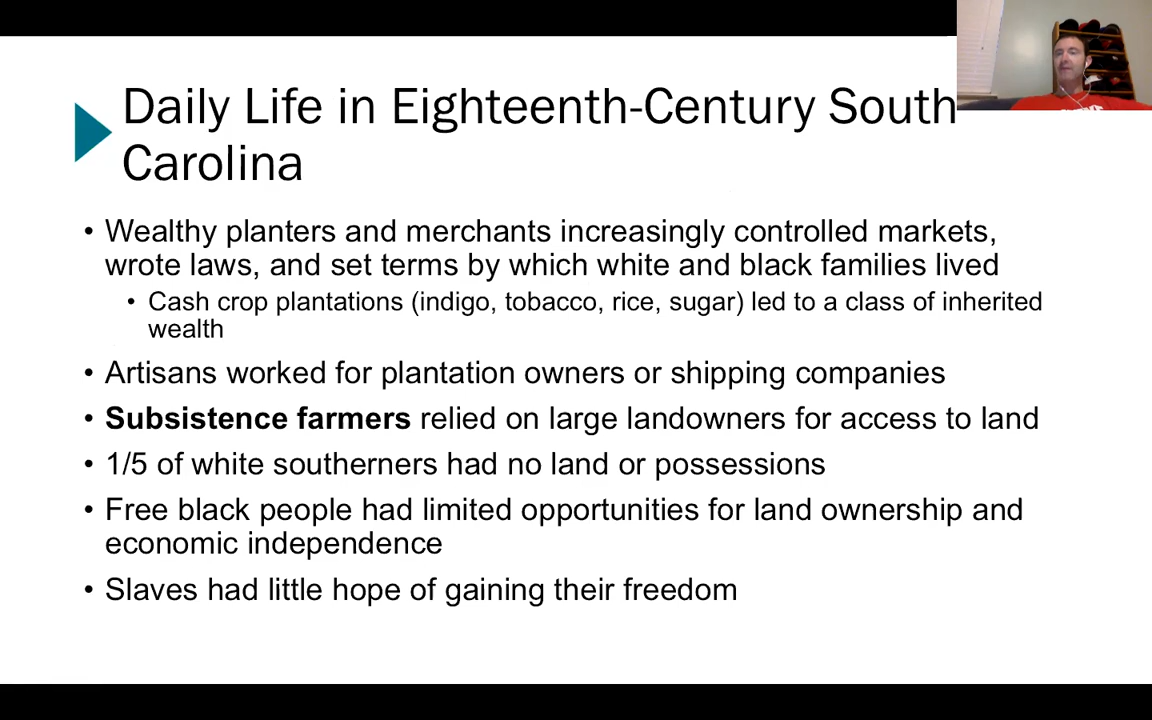 Daily Life in Eighteenth-Century South
Carolina
• Wealthy planters and merchants increasingly controlled markets,
wrote laws, and set terms by which white and black families lived
• Cash crop plantations (indigo, tobacco, rice, sugar) led to a class of inherited
wealth
• Artisans worked for plantation owners or shipping companies
• Subsistence farmers relied on large landowners for access to land
• 1/5 of white southerners had no land or possessions
• Free black people had limited opportunities for land ownership and
economic independence
• Slaves had little hope of gaining their freedom